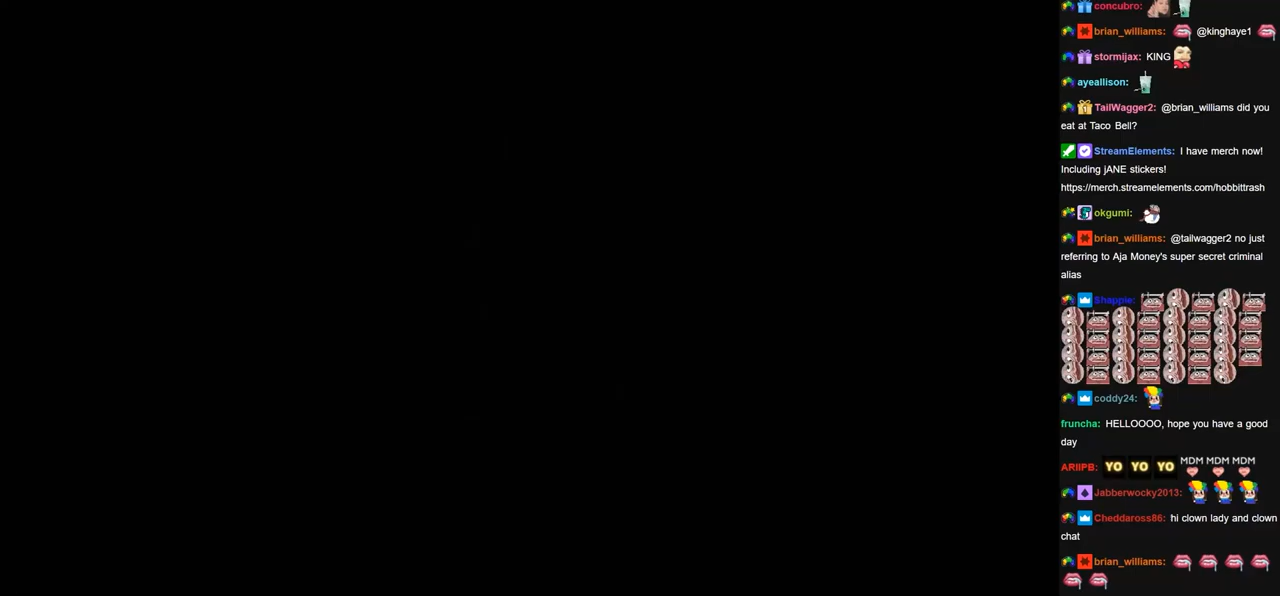 concubro:
brian_williams: @kinghaye1
stormijax: KING
ayeallison:
TailWagger2: @brian_williams did you
eat at Taco Bell?
StreamElements: I have merch now!
Including jANE stickers!
https://merch.streamelements.com/hobbittrash
okgumi:
brian_williams: @tailwagger2 no just
referring to Aja Money's super secret criminal
alias
Shappie:
coddy24:
fruncha: HELLOOOO, hope you have a good
day
ARIIPB: YO YO YO MDM MDM MDM
Jabberwocky2013:
Cheddaross86: hi clown lady and clown
chat
brian_williams: